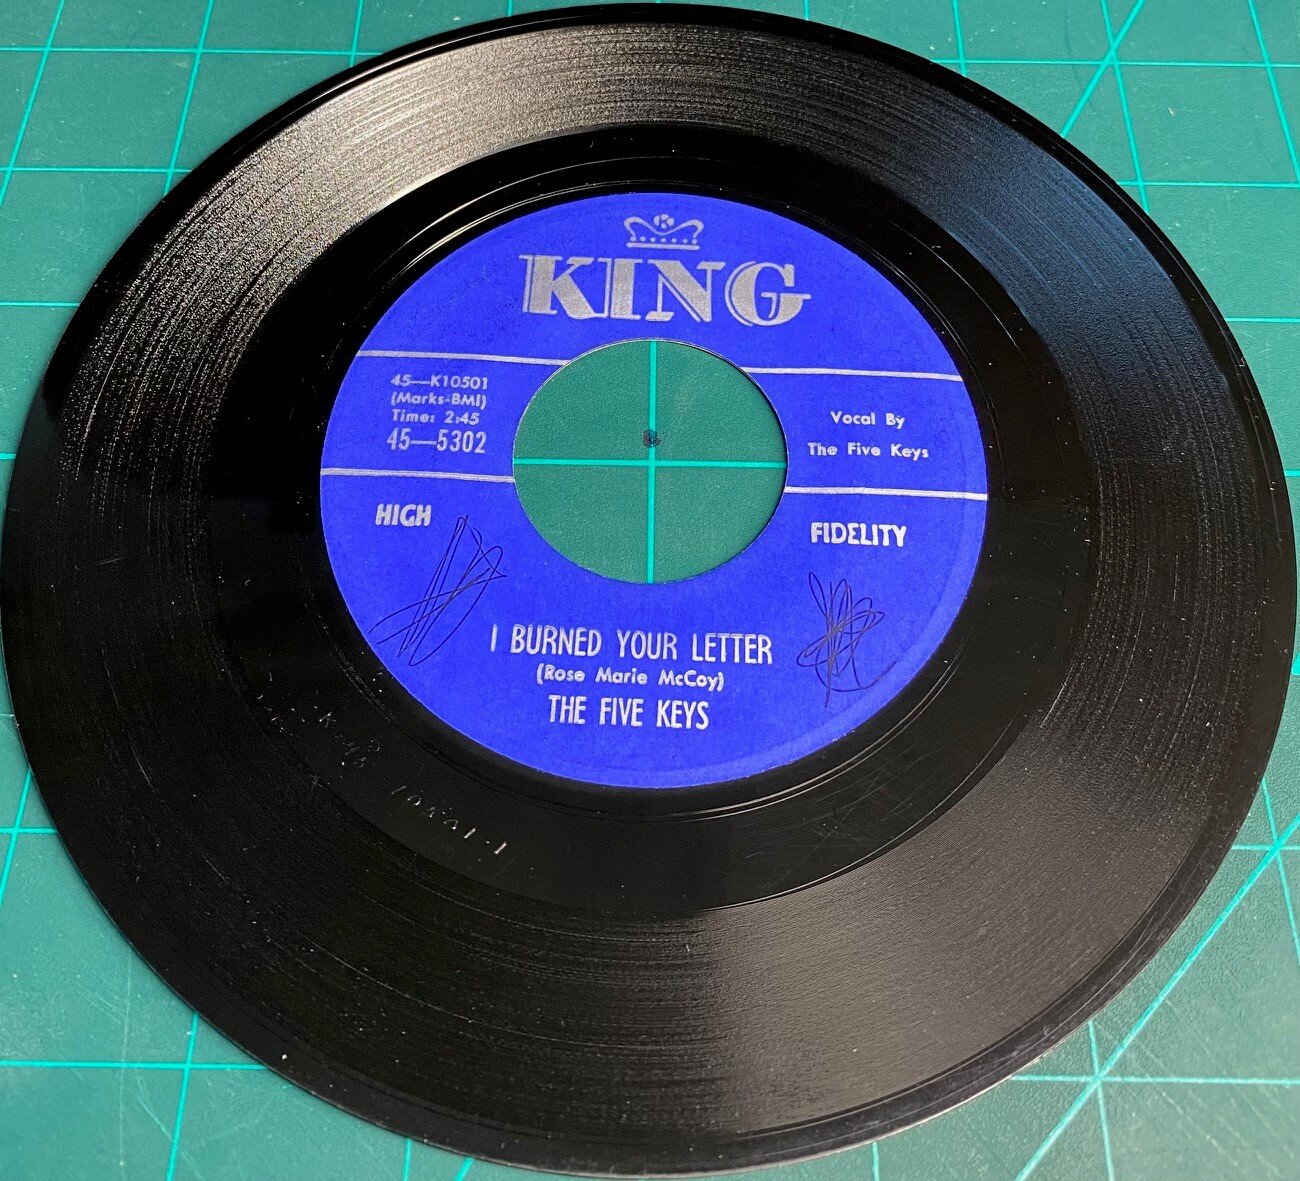 K
KING
45—K10501
(Marks-BMI)
Time: 2:45
45—5302
Vocal By
The Five Keys
HIGH
FIDELITY
I BURNED YOUR LETTER
(Rose Marie McCoy)
THE FIVE KEYS